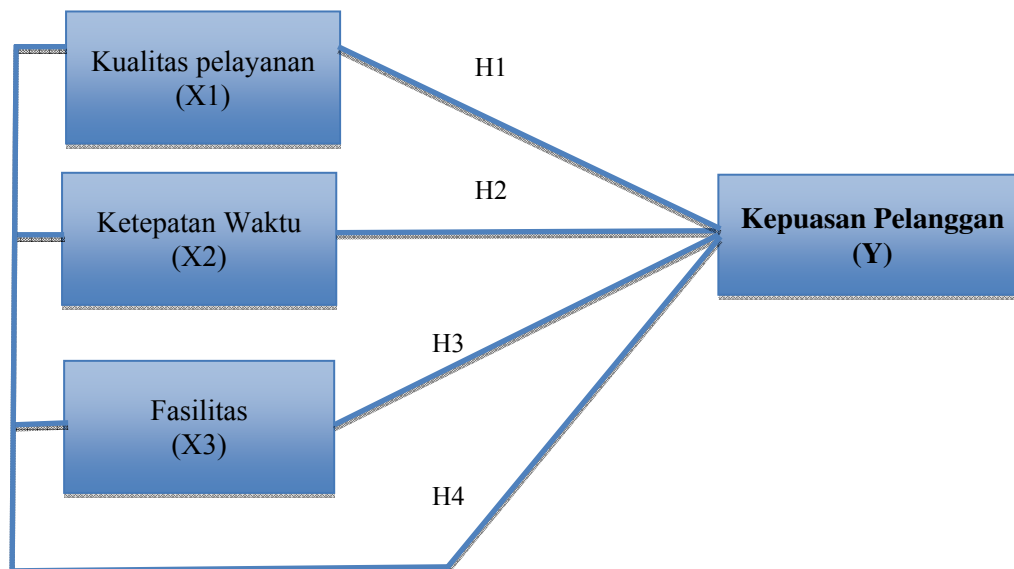 Kualitas pelayanan
(X1)
H1
Ketepatan Waktu
(X2)
H2
Kepuasan Pelanggan
(Y)
Fasilitas
(X3)
H3
H4